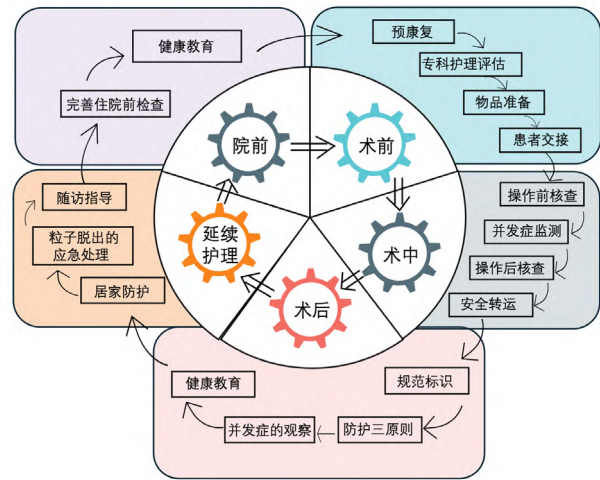 健康教育
完善住院前检查
预康复
专科护理评估
物品准备
患者交接
院前
术前
术中
术后
延续
护理
操作前核查
并发症监测
操作后核查
安全转运
规范标识
防护三原则
并发症的观察
健康教育
居家防护
粒子脱出的
应急处理
随访指导